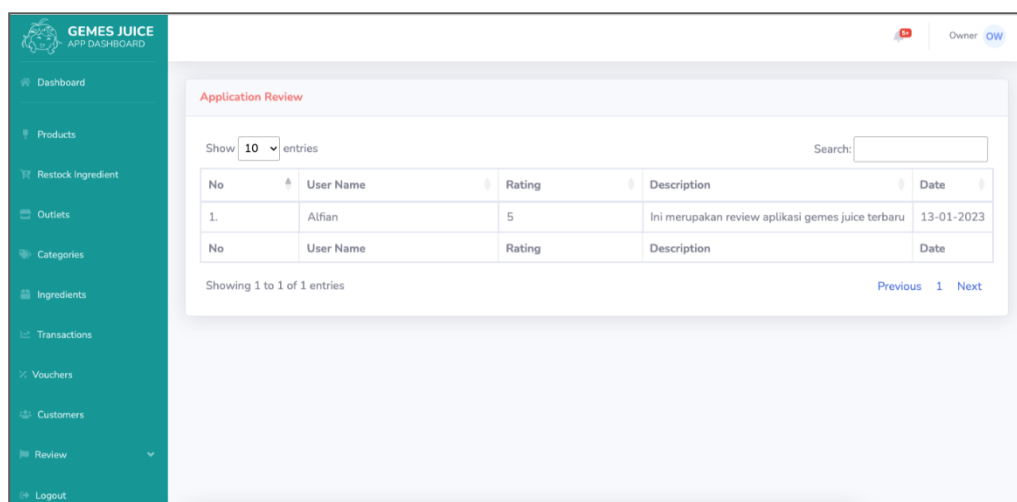 GEMES JUICE
APP DASHBOARD
5+
Owner OW
Dashboard
Products
Restock Ingredient
Outlets
Categories
Ingredients
Transactions
Vouchers
Customers
Review
Logout
Application Review
Show 10 entries
Search:
No User Name Rating Description Date
1. Alfian 5 Ini merupakan review aplikasi gemes juice terbaru 13-01-2023
No User Name Rating Description Date
Showing 1 to 1 of 1 entries
Previous 1 Next